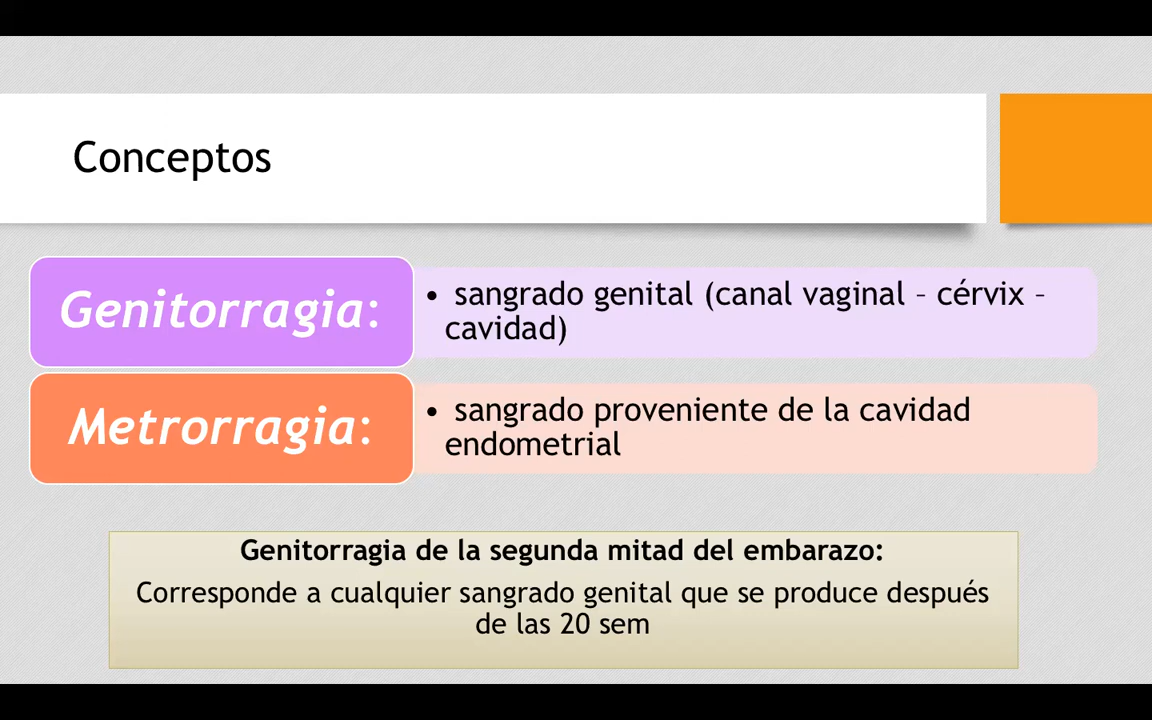 Conceptos
Genitorragia:
• sangrado genital (canal vaginal – cérvix –
cavidad)
Metrorragia:
• sangrado proveniente de la cavidad
endometrial
Genitorragia de la segunda mitad del embarazo:
Corresponde a cualquier sangrado genital que se produce después
de las 20 sem